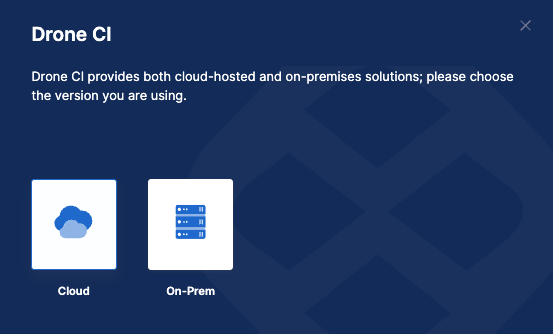 Drone CI
Drone CI provides both cloud-hosted and on-premises solutions; please choose
the version you are using.
Cloud
On-Prem